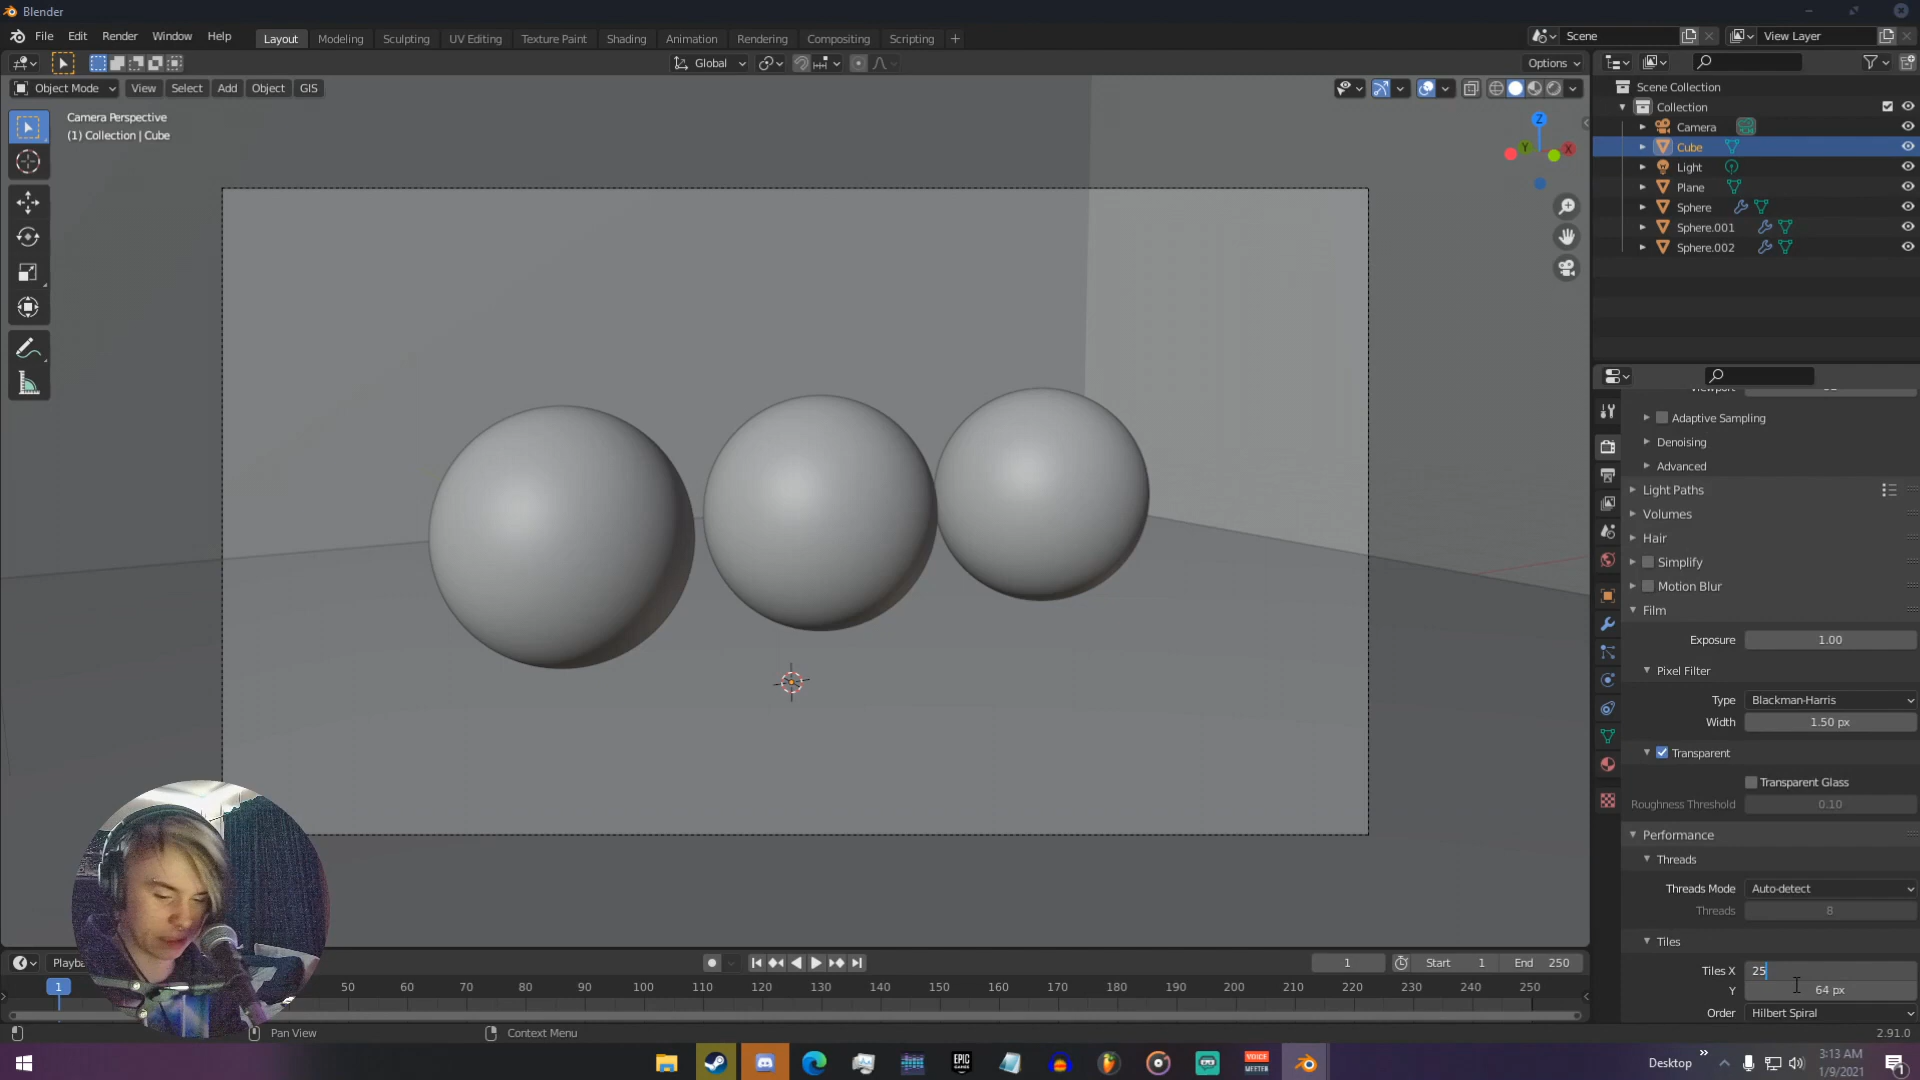 Blender
File Edit Render Window Help
Layout Modeling Sculpting UV Editing Texture Paint Shading Animation Rendering Compositing Scripting +
Scene
View Layer
Global
Options
Object Mode View Select Add Object GIS
Camera Perspective
(1) Collection | Cube
Z
Y
X
Scene Collection
Collection
Camera
Cube
Light
Plane
Sphere
Sphere.001
Sphere.002
Adaptive Sampling
Denoising
Advanced
Light Paths
Volumes
Hair
Simplify
Motion Blur
Film
Exposure 1.00
Pixel Filter
Type Blackman-Harris
Width 1.50 px
Transparent
Transparent Glass
Roughness Threshold 0.10
Performance
Threads
Threads Mode Auto-detect
Threads 8
Tiles
Tiles X 25
Y 64 px
Order Hilbert Spiral
Playb
1 Start 1 End 250
1 50 60 70 80 90 100 110 120 130 140 150 160 170 180 190 200 210 220 230 240 250
Pan View Context Menu 2.91.0
EPIC
GAMES
VOICE
MEETER
Desktop
3:13 AM
1/9/2021
1